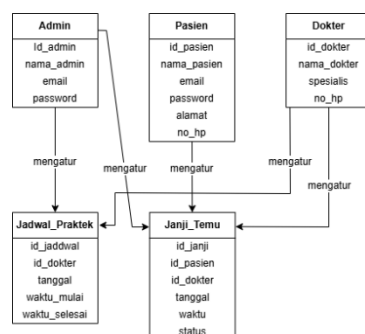 Admin
Id_admin
nama_admin
email
password
Pasien
id_pasien
nama_pasien
email
password
alamat
no_hp
Dokter
id_dokter
nama_dokter
spesialis
no_hp
mengatur
mengatur
mengatur
mengatur
mengatur
Jadwal_Praktek
id_jaddwal
id_dokter
tanggal
waktu_mulai
waktu_selesai
Janji_Temu
id_janji
id_pasien
id_dokter
tanggal
waktu
status